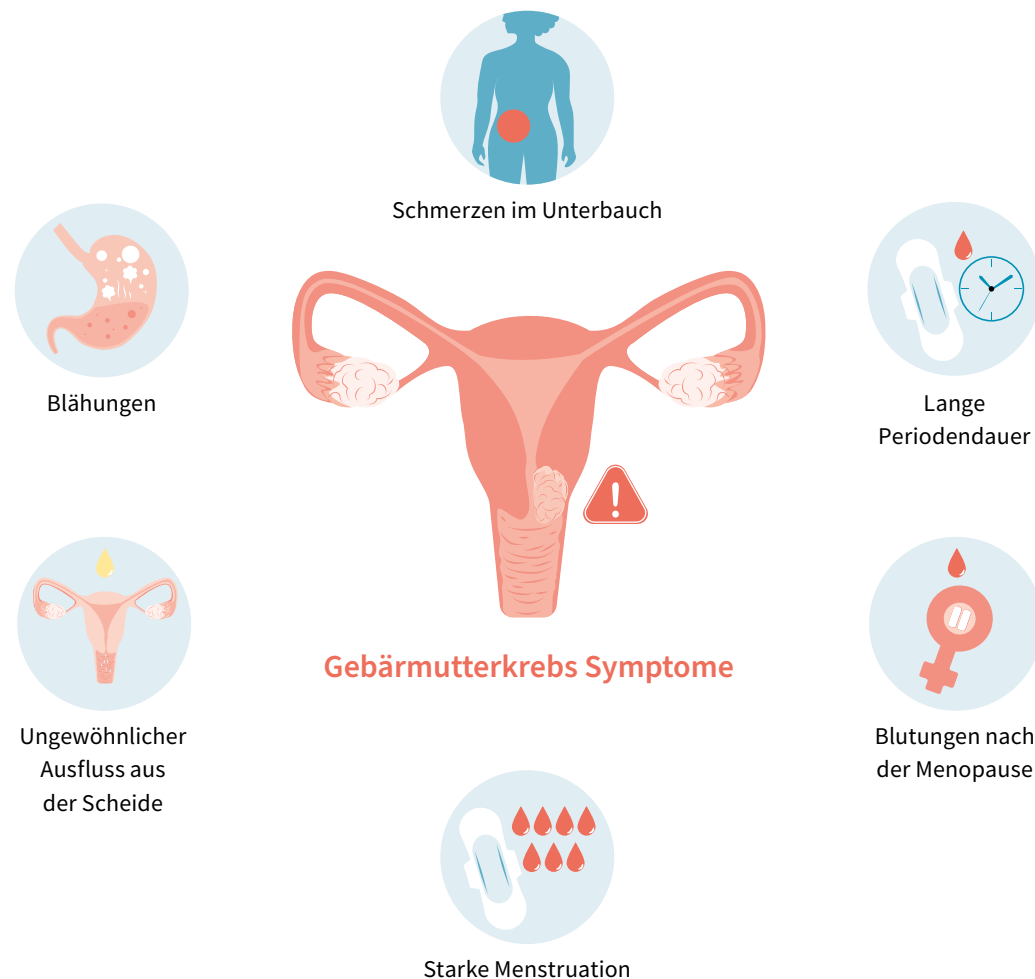 Schmerzen im Unterbauch
Blähungen
Lange
Periodendauer
Gebärmutterkrebs Symptome
Ungewöhnlicher
Ausfluss aus
der Scheide
Blutungen nach
der Menopause
Starke Menstruation